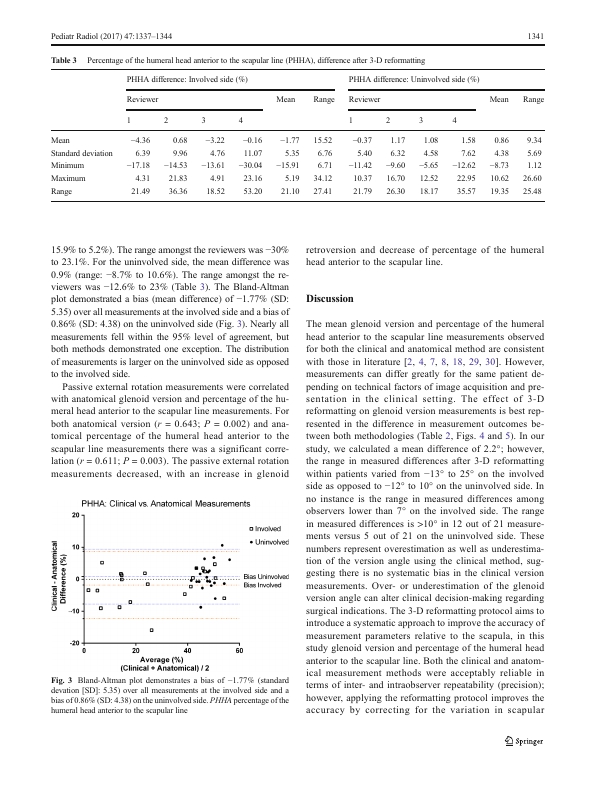 Pediatr Radiol (2017) 47:1337–1344 1341
Table 3 Percentage of the humeral head anterior to the scapular line (PHHA), difference after 3-D reformatting
PHHA difference: Involved side (%) PHHA difference: Uninvolved side (%)
Reviewer Mean Range Reviewer Mean Range
1 2 3 4 1 2 3 4
Mean −4.36 0.68 −3.22 −0.16 −1.77 15.52 −0.37 1.17 1.08 1.58 0.86 9.34
Standard deviation 6.39 9.96 4.76 11.07 5.35 6.76 5.40 6.32 4.58 7.62 4.38 5.69
Minimum −17.18 −14.53 −13.61 −30.04 −15.91 6.71 −11.42 −9.60 −5.65 −12.62 −8.73 1.12
Maximum 4.31 21.83 4.91 23.16 5.19 34.12 10.37 16.70 12.52 22.95 10.62 26.60
Range 21.49 36.36 18.52 53.20 21.10 27.41 21.79 26.30 18.17 35.57 19.35 25.48
15.9% to 5.2%). The range amongst the reviewers was −30%
to 23.1%. For the uninvolved side, the mean difference was
0.9% (range: −8.7% to 10.6%). The range amongst the re-
viewers was −12.6% to 23% (Table 3). The Bland-Altman
plot demonstrated a bias (mean difference) of −1.77% (SD:
5.35) over all measurements at the involved side and a bias of
0.86% (SD: 4.38) on the uninvolved side (Fig. 3). Nearly all
measurements fell within the 95% level of agreement, but
both methods demonstrated one exception. The distribution
of measurements is larger on the uninvolved side as opposed
to the involved side.
Passive external rotation measurements were correlated
with anatomical glenoid version and percentage of the hu-
meral head anterior to the scapular line measurements. For
both anatomical version (r = 0.643; P = 0.002) and ana-
tomical percentage of the humeral head anterior to the
scapular line measurements there was a significant corre-
lation (r = 0.611; P = 0.003). The passive external rotation
measurements decreased, with an increase in glenoid
PHHA: Clinical vs. Anatomical Measurements
Clinical - Anatomical
Difference (%)
20
10
0
-10
-20
0 20 40 60
Average (%)
(Clinical + Anatomical) / 2
Involved
Uninvolved
Bias Uninvolved
Bias Involved
Fig. 3 Bland-Altman plot demonstrates a bias of −1.77% (standard
devation [SD]: 5.35) over all measurements at the involved side and a
bias of 0.86% (SD: 4.38) on the uninvolved side. PHHA percentage of the
humeral head anterior to the scapular line
retroversion and decrease of percentage of the humeral
head anterior to the scapular line.
Discussion
The mean glenoid version and percentage of the humeral
head anterior to the scapular line measurements observed
for both the clinical and anatomical method are consistent
with those in literature [2, 4, 7, 8, 18, 29, 30]. However,
measurements can differ greatly for the same patient de-
pending on technical factors of image acquisition and pre-
sentation in the clinical setting. The effect of 3-D
reformatting on glenoid version measurements is best rep-
resented in the difference in measurement outcomes be-
tween both methodologies (Table 2, Figs. 4 and 5). In our
study, we calculated a mean difference of 2.2°; however,
the range in measured differences after 3-D reformatting
within patients varied from −13° to 25° on the involved
side as opposed to −12° to 10° on the uninvolved side. In
no instance is the range in measured differences among
observers lower than 7° on the involved side. The range
in measured differences is >10° in 12 out of 21 measure-
ments versus 5 out of 21 on the uninvolved side. These
numbers represent overestimation as well as underestima-
tion of the version angle using the clinical method, sug-
gesting there is no systematic bias in the clinical version
measurements. Over- or underestimation of the glenoid
version angle can alter clinical decision-making regarding
surgical indications. The 3-D reformatting protocol aims to
introduce a systematic approach to improve the accuracy of
measurement parameters relative to the scapula, in this
study glenoid version and percentage of the humeral head
anterior to the scapular line. Both the clinical and anatom-
ical measurement methods were acceptably reliable in
terms of inter- and intraobserver repeatability (precision);
however, applying the reformatting protocol improves the
accuracy by correcting for the variation in scapular
Springer